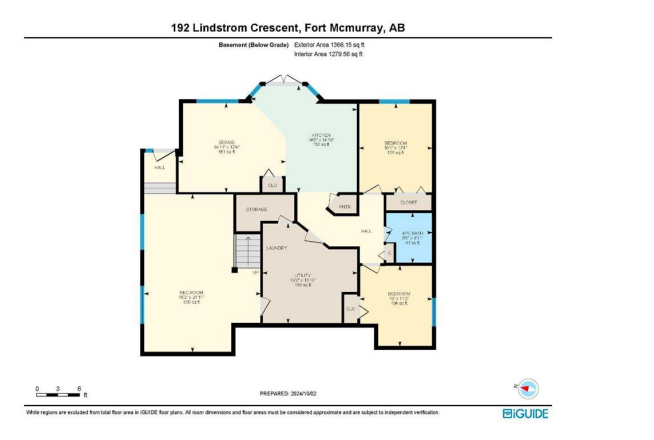 192 Lindstrom Crescent, Fort Mcmurray, AB
Basement (Below Grade) Exterior Area 1366.15 sq ft
Interior Area 1279.56 sq ft
BONUS
KITCHEN
BEDROOM
HALL
CLO
STORAGE
PNTR
CLOSET
HALL
4PC BATH
LAUNDRY
UP
UTILITY
C
REC ROOM
BEDROOM
CLO
0 3 6
ft
PREPARED: 2024/10/02
N
White regions are excluded from total floor area in iGUIDE floor plans. All room dimensions and floor areas must be considered approximate and are subject to independent verification.
iGUIDE